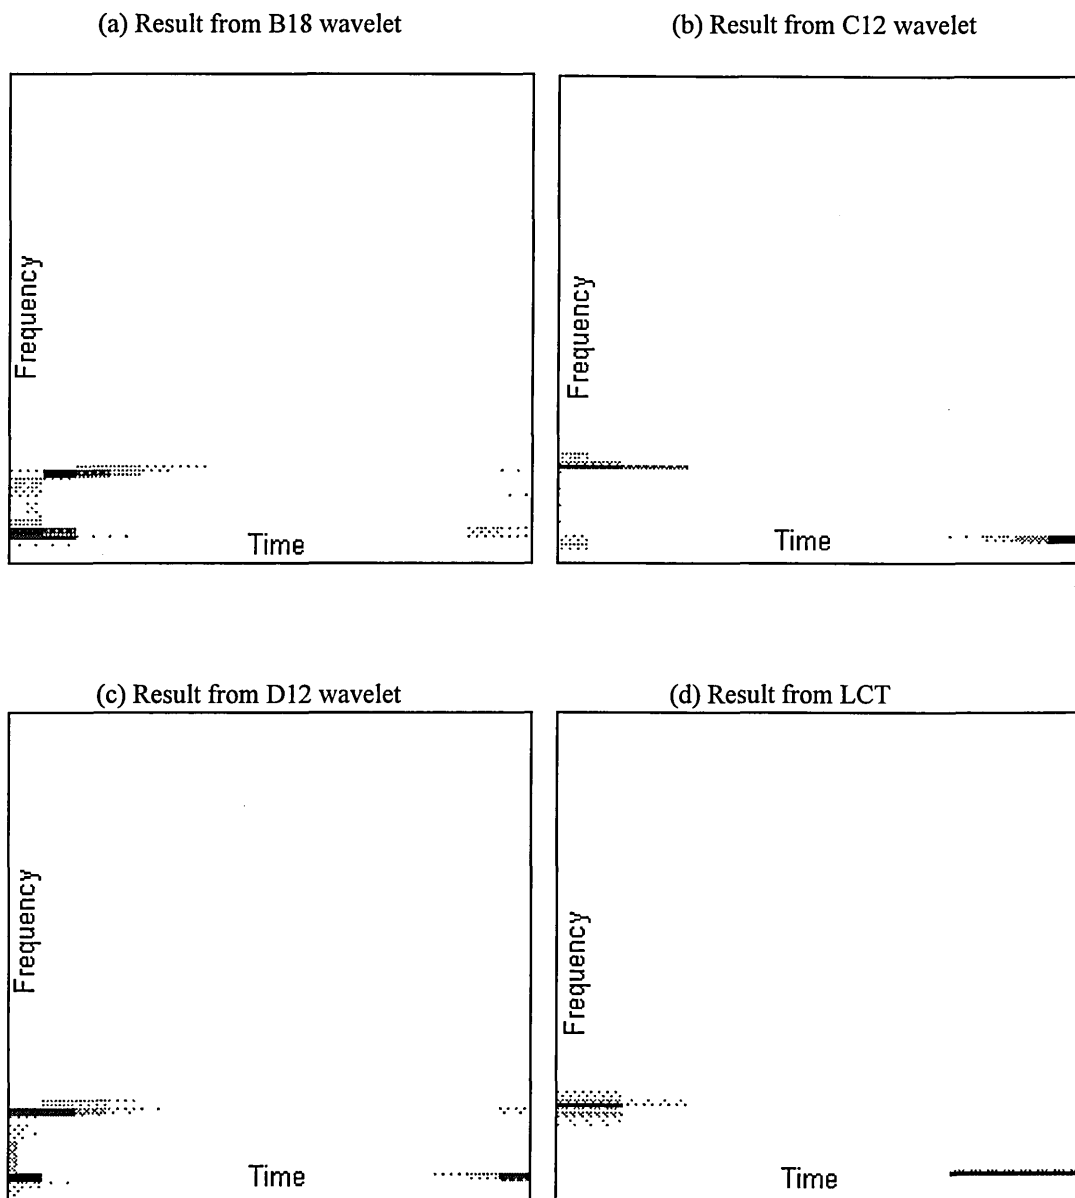 (a) Result from B18 wavelet
(b) Result from C12 wavelet
Frequency
Time
Frequency
Time
(c) Result from D12 wavelet
(d) Result from LCT
Frequency
Time
Frequency
Time